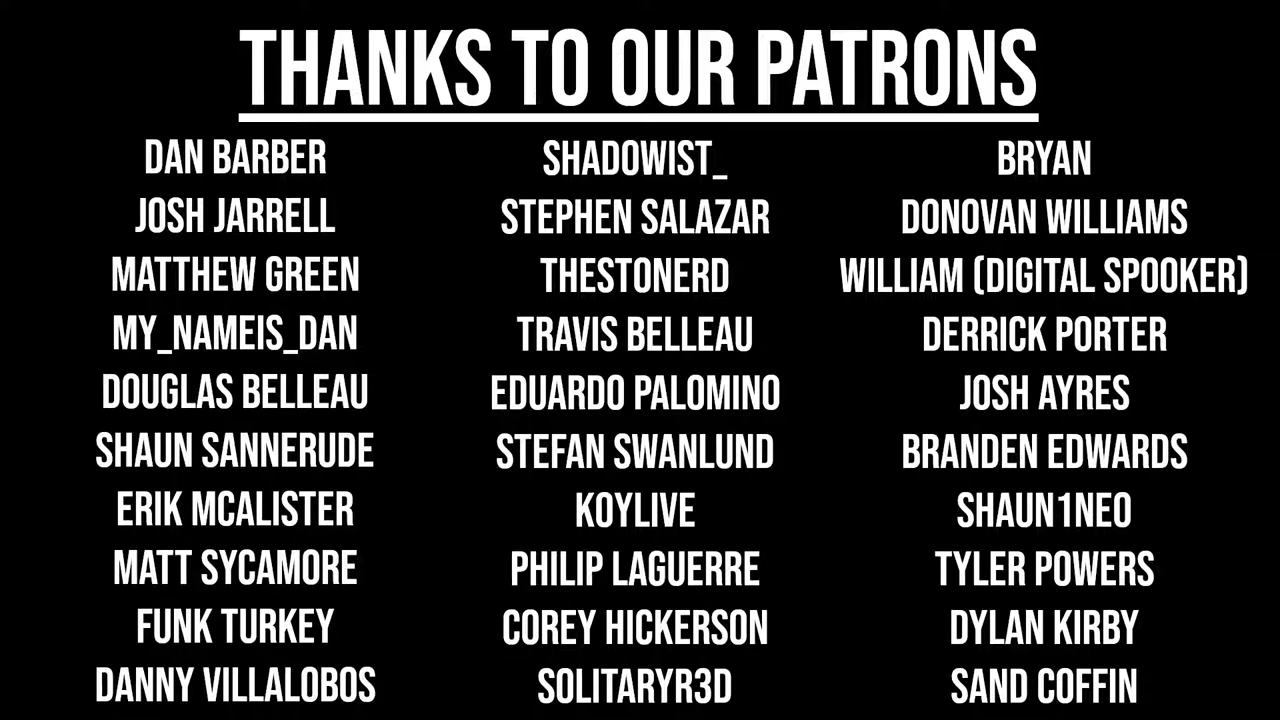 THANKS TO OUR PATRONS
DAN BARBER
JOSH JARRELL
MATTHEW GREEN
MY_NAMEIS_DAN
DOUGLAS BELLEAU
SHAUN SANNERUDE
ERIK MCALISTER
MATT SYCAMORE
FUNK TURKEY
DANNY VILLALOBOS
SHADOWIST_
STEPHEN SALAZAR
THESTONERD
TRAVIS BELLEAU
EDUARDO PALOMINO
STEFAN SWANLUND
KOYLIVE
PHILIP LAGUERRE
COREY HICKERSON
SOLITARYR3D
BRYAN
DONOVAN WILLIAMS
WILLIAM (DIGITAL SPOOKER)
DERRICK PORTER
JOSH AYRES
BRANDEN EDWARDS
SHAUN1NEO
TYLER POWERS
DYLAN KIRBY
SAND COFFIN